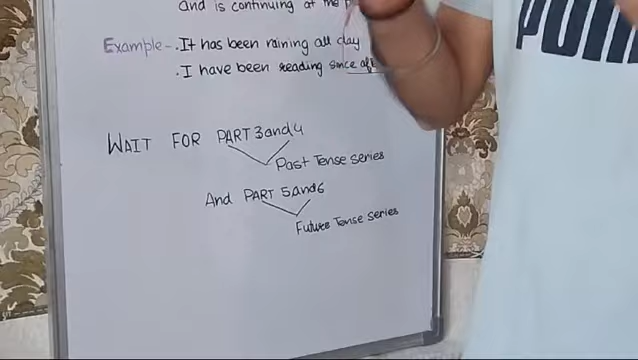 and is continuing at the
Example - . It has been raining all day
. I have been reading since
WAIT FOR PART 3 and 4
Past Tense series
And PART 5 and 6
Future Tense series
PUM